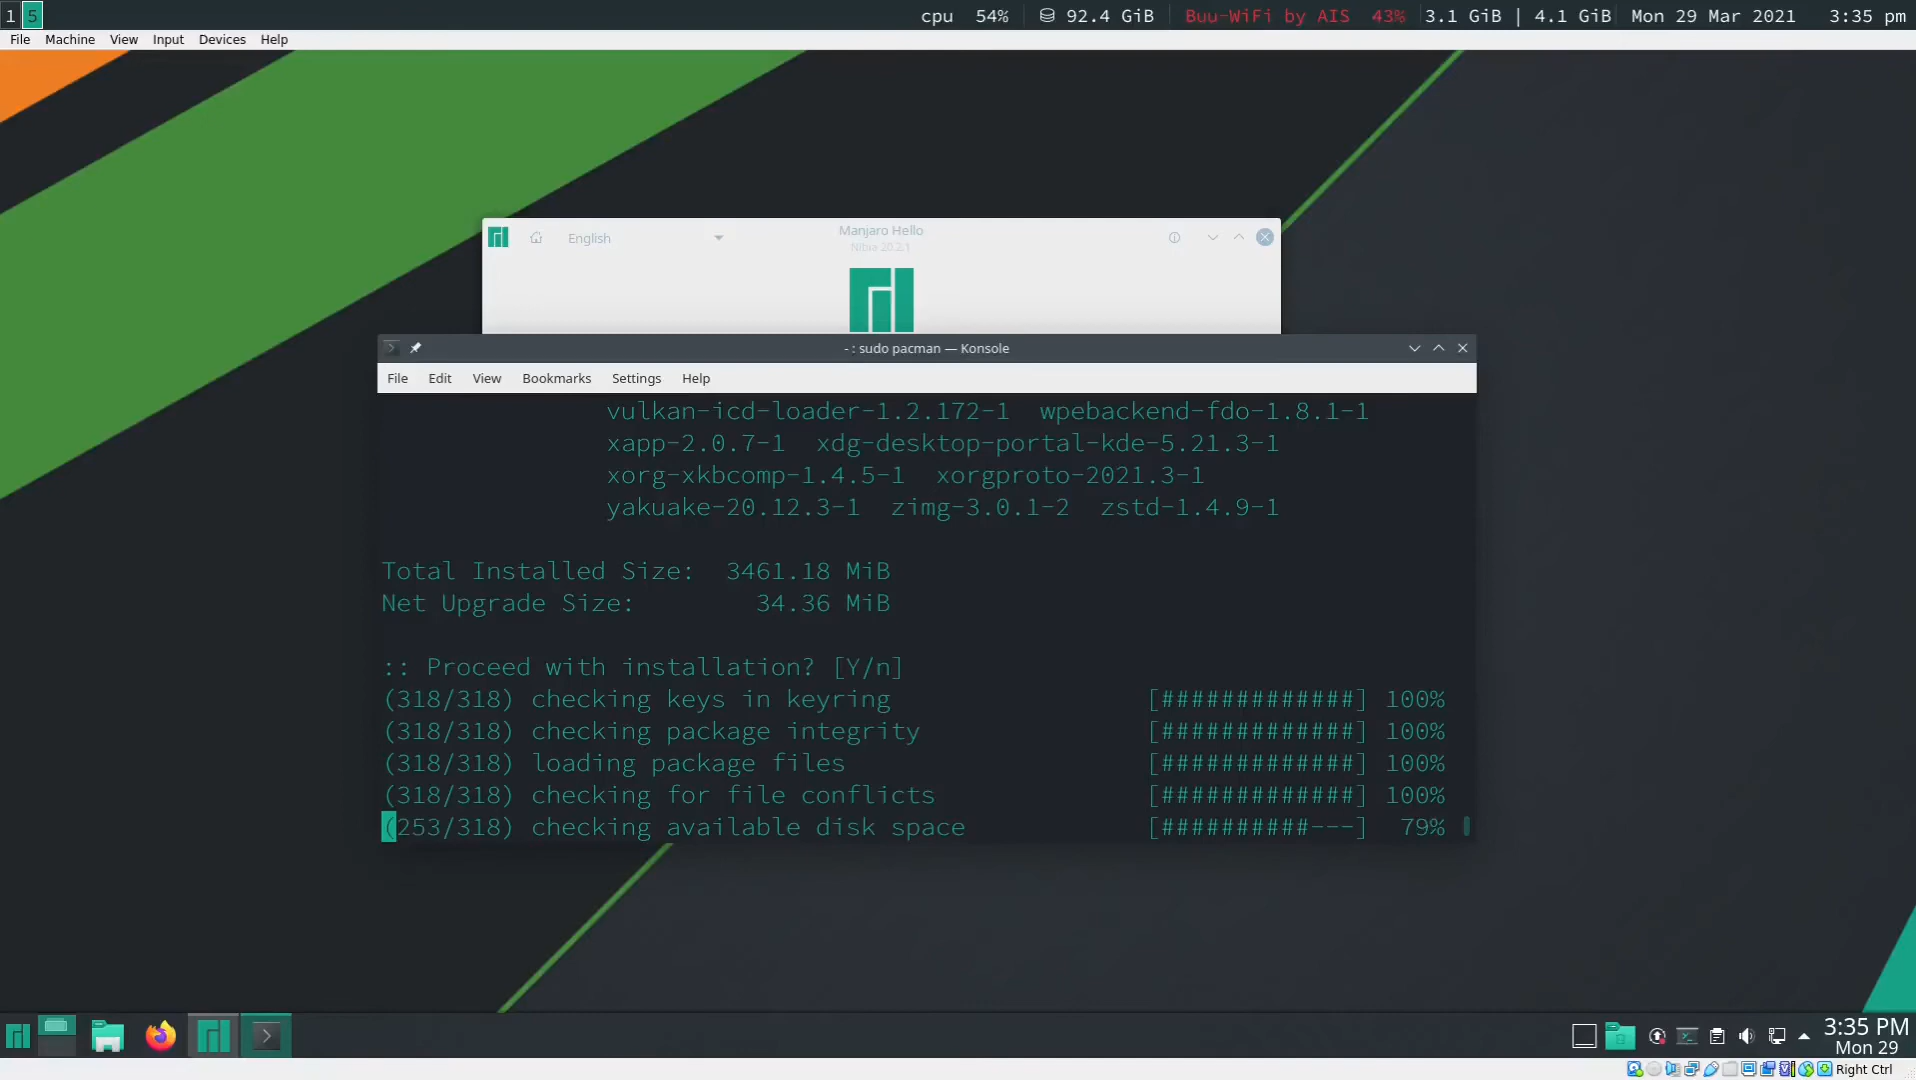 1 5 cpu 54% 92.4 GiB Buu-WiFi by AIS 43% 3.1 GiB | 4.1 GiB Mon 29 Mar 2021 3:35 pm
File Machine View Input Devices Help
English
Manjaro Hello
Nibia 20.2.1
- : sudo pacman — Konsole
File Edit View Bookmarks Settings Help
vulkan-icd-loader-1.2.172-1 wpebackend-fdo-1.8.1-1
xapp-2.0.7-1 xdg-desktop-portal-kde-5.21.3-1
xorg-xkbcomp-1.4.5-1 xorgproto-2021.3-1
yakuake-20.12.3-1 zimg-3.0.1-2 zstd-1.4.9-1
Total Installed Size: 3461.18 MiB
Net Upgrade Size: 34.36 MiB
:: Proceed with installation? [Y/n]
(318/318) checking keys in keyring [#############] 100%
(318/318) checking package integrity [#############] 100%
(318/318) loading package files [#############] 100%
(318/318) checking for file conflicts [#############] 100%
(253/318) checking available disk space [##########---] 79%
3:35 PM
Mon 29
Right Ctrl